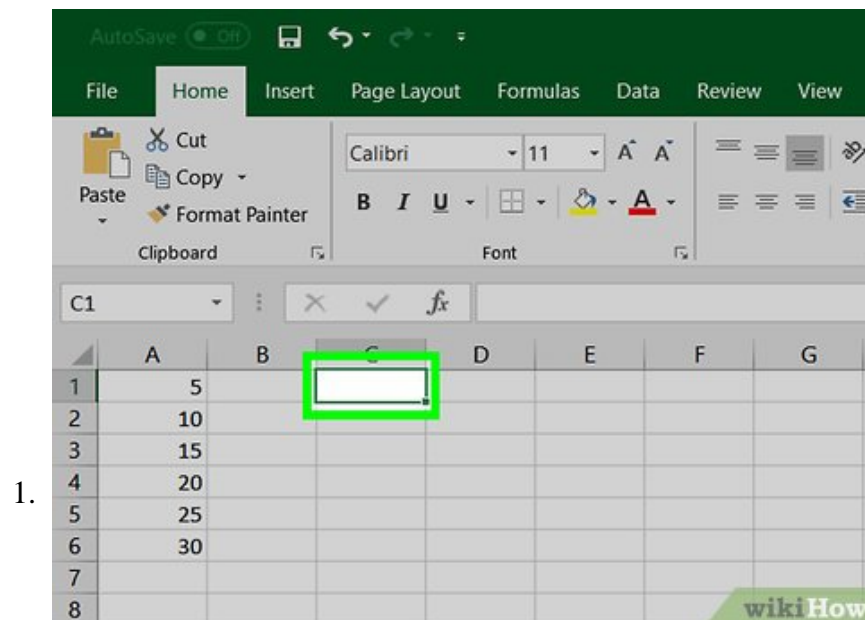 AutoSave Off
File Home Insert Page Layout Formulas Data Review View
Cut
Calibri 11 A A
Copy
Paste
B I U A
Format Painter
Clipboard Font
C1 fx
A B C D E F G
1 5
2 10
3 15
1. 4 20
5 25
6 30
7
8
wikiHow